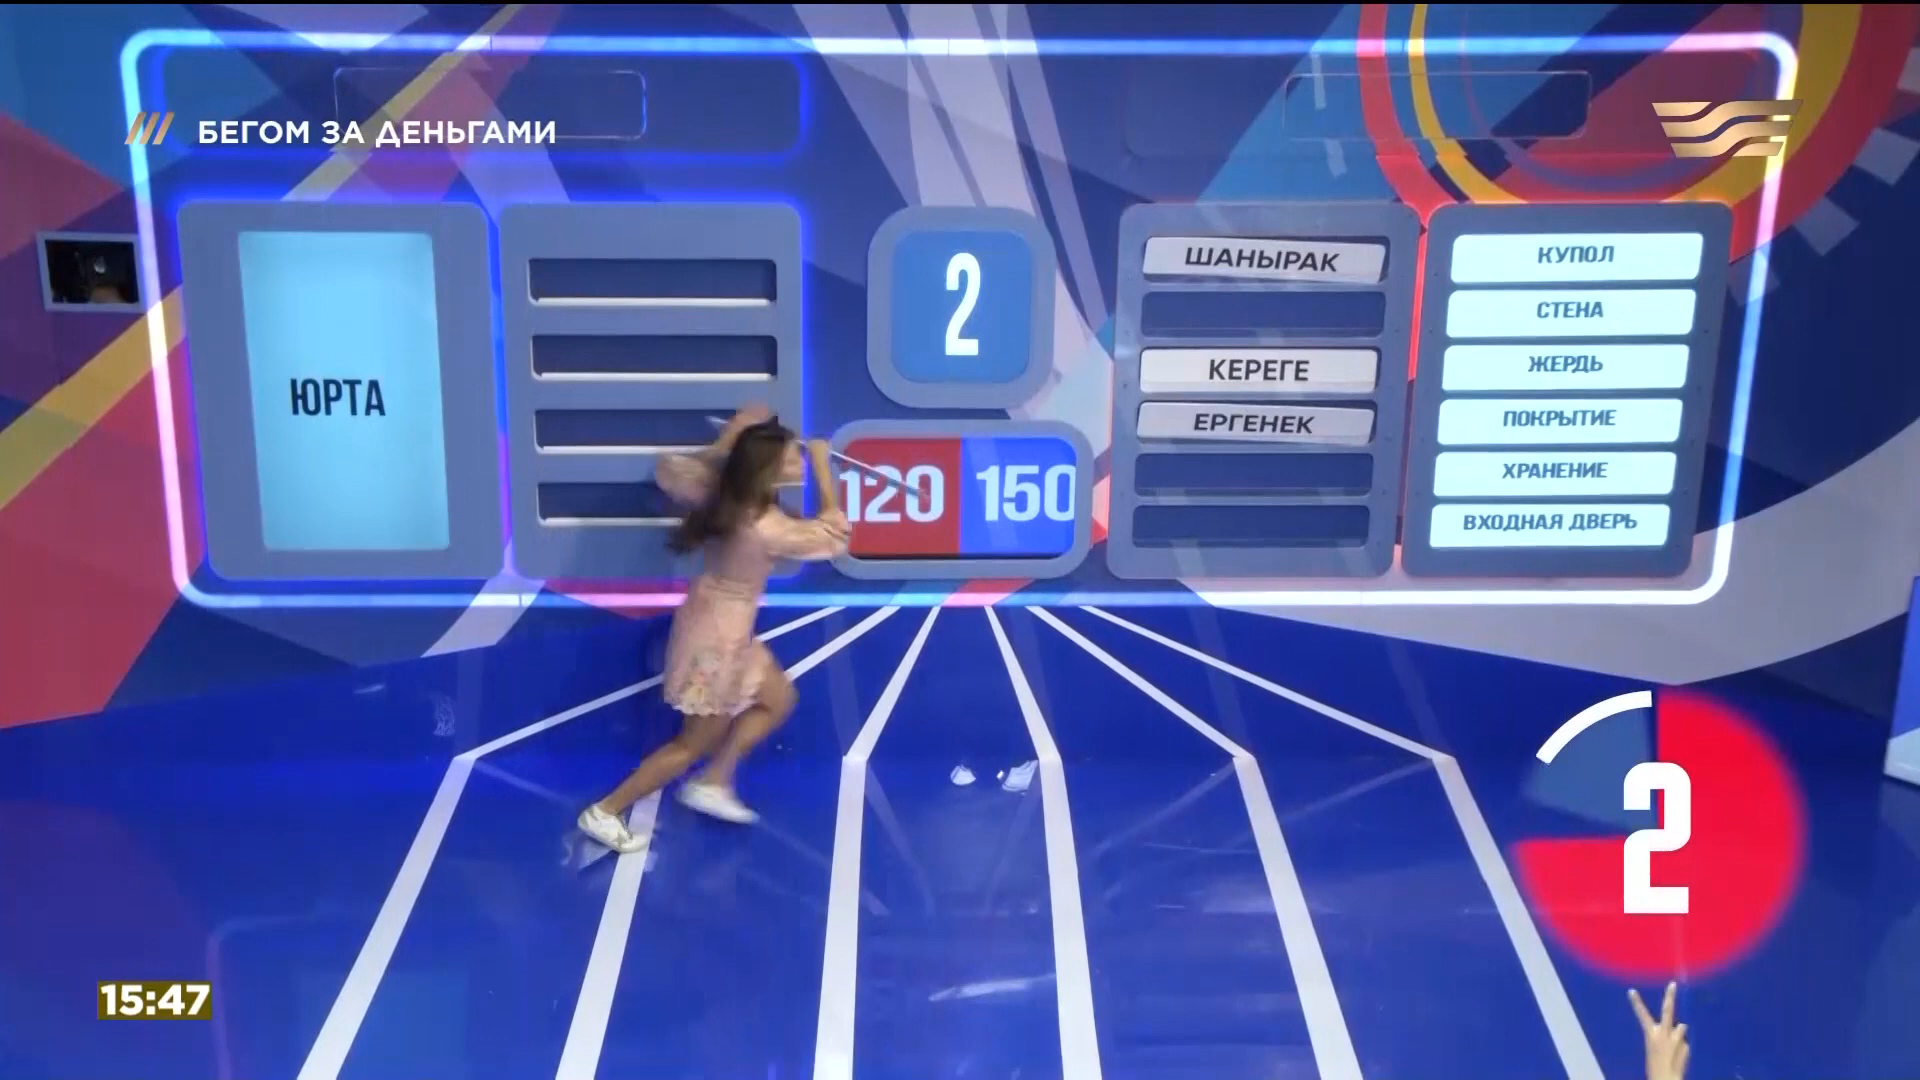 БЕГОМ ЗА ДЕНЬГАМИ
ЮРТА
2
120 150
ШАНЫРАК
КЕРЕГЕ
ЕРГЕНЕК
КУПОЛ
СТЕНА
ЖЕРДЬ
ПОКРЫТИЕ
ХРАНЕНИЕ
ВХОДНАЯ ДВЕРЬ
2
15:47